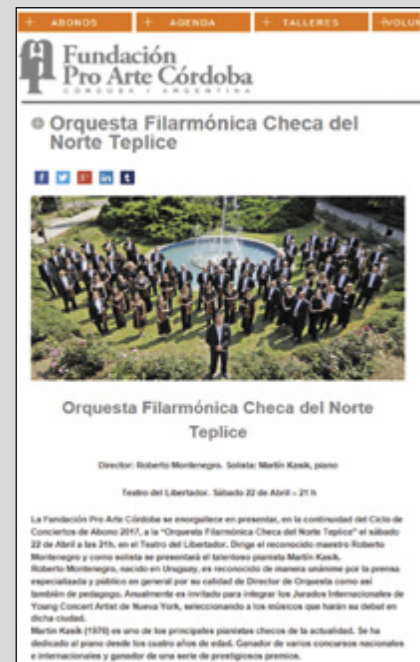 + ABONOS + AGENDA + TALLERES +VOLUN
Fundación
Pro Arte Córdoba
CÓRDOBA / ARGENTINA
Orquesta Filarmónica Checa del
Norte Teplice
f g+ in t
Orquesta Filarmónica Checa del Norte
Teplice
Director: Roberto Montenegro. Solista: Martín Kasík, piano
Teatro del Libertador. Sábado 22 de Abril – 21 h
La Fundación Pro Arte Córdoba se enorgullece en presentar, en la continuidad del Ciclo de
Conciertos de Abono 2017, a la "Orquesta Filarmónica Checa del Norte Teplice" el sábado
22 de Abril a las 21h. en el Teatro del Libertador. Dirige el reconocido maestro Roberto
Montenegro y como solista se presentará el talentoso pianista Martín Kasík.
Roberto Montenegro, nacido en Uruguay, es reconocido de manera unánime por la prensa
especializada y público en general por su calidad de Director de Orquesta como así
también de pedagogo. Anualmente es invitado para integrar los Jurados Internacionales de
Young Concert Artist de Nueva York, seleccionando a los músicos que harán su debut en
dicha ciudad.
Martín Kasík (1976) es uno de los principales pianistas checos de la actualidad. Se ha
dedicado al piano desde los cuatro años de edad. Ganador de varios concursos nacionales
e internacionales y ganador de una serie de prestigiosos premios.